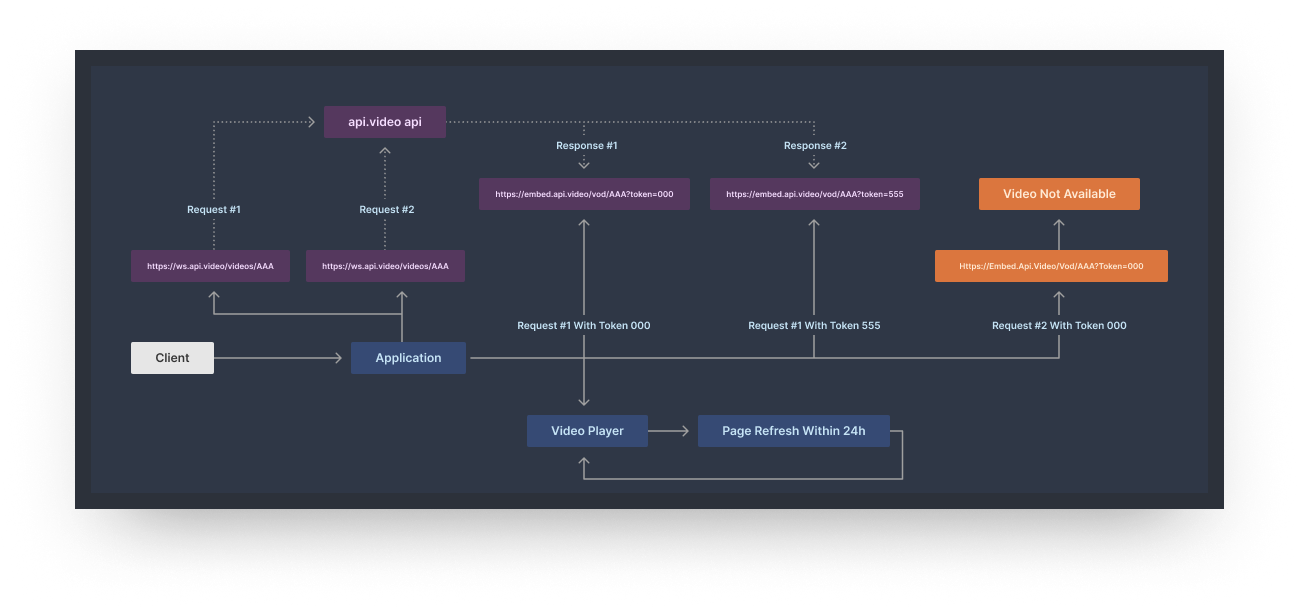 api.video api
Response #1
Response #2
https://embed.api.video/vod/AAA?token=000
https://embed.api.video/vod/AAA?token=555
Video Not Available
Request #1
Request #2
https://ws.api.video/videos/AAA
https://ws.api.video/videos/AAA
Https://Embed.Api.Video/Vod/AAA?Token=000
Request #1 With Token 000
Request #1 With Token 555
Request #2 With Token 000
Client
Application
Video Player
Page Refresh Within 24h